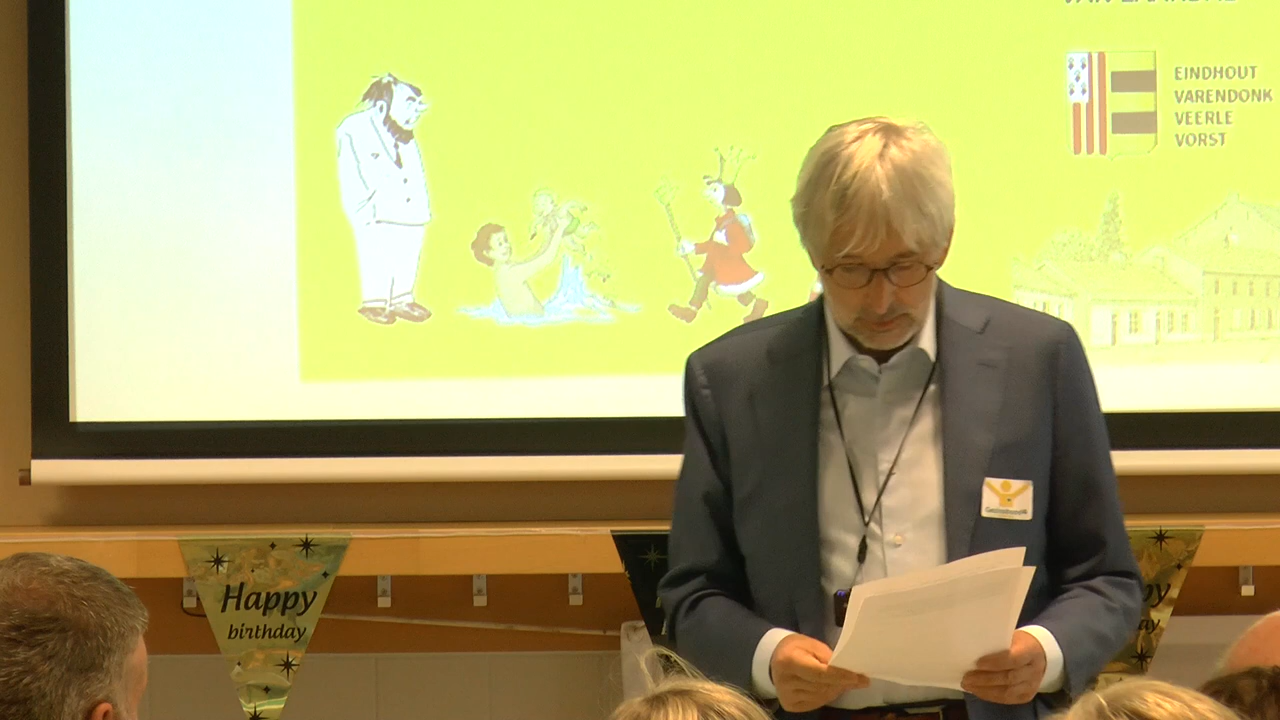 EINDHOUT
VARENDONK
VEERLE
VORST
Happy
birthday